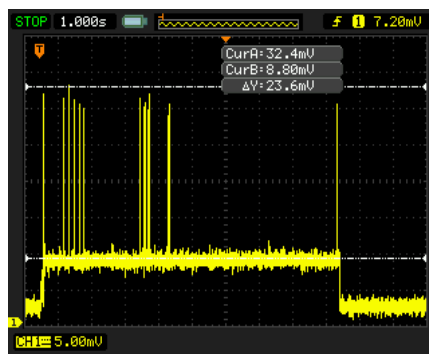 STOP 1.000s f 1 7.20mV
T
CurA:32.4mV
CurB:8.80mV
ΔY:23.6mV
1
CH1 5.00mV